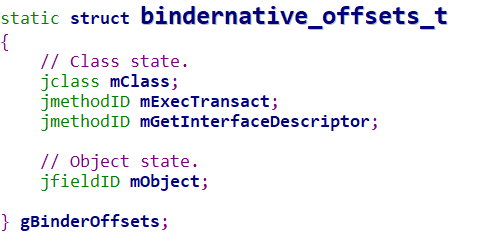 static struct bindernative_offsets_t
{
// Class state.
jclass mClass;
jmethodID mExecTransact;
jmethodID mGetInterfaceDescriptor;
// Object state.
jfieldID mObject;
} gBinderOffsets;